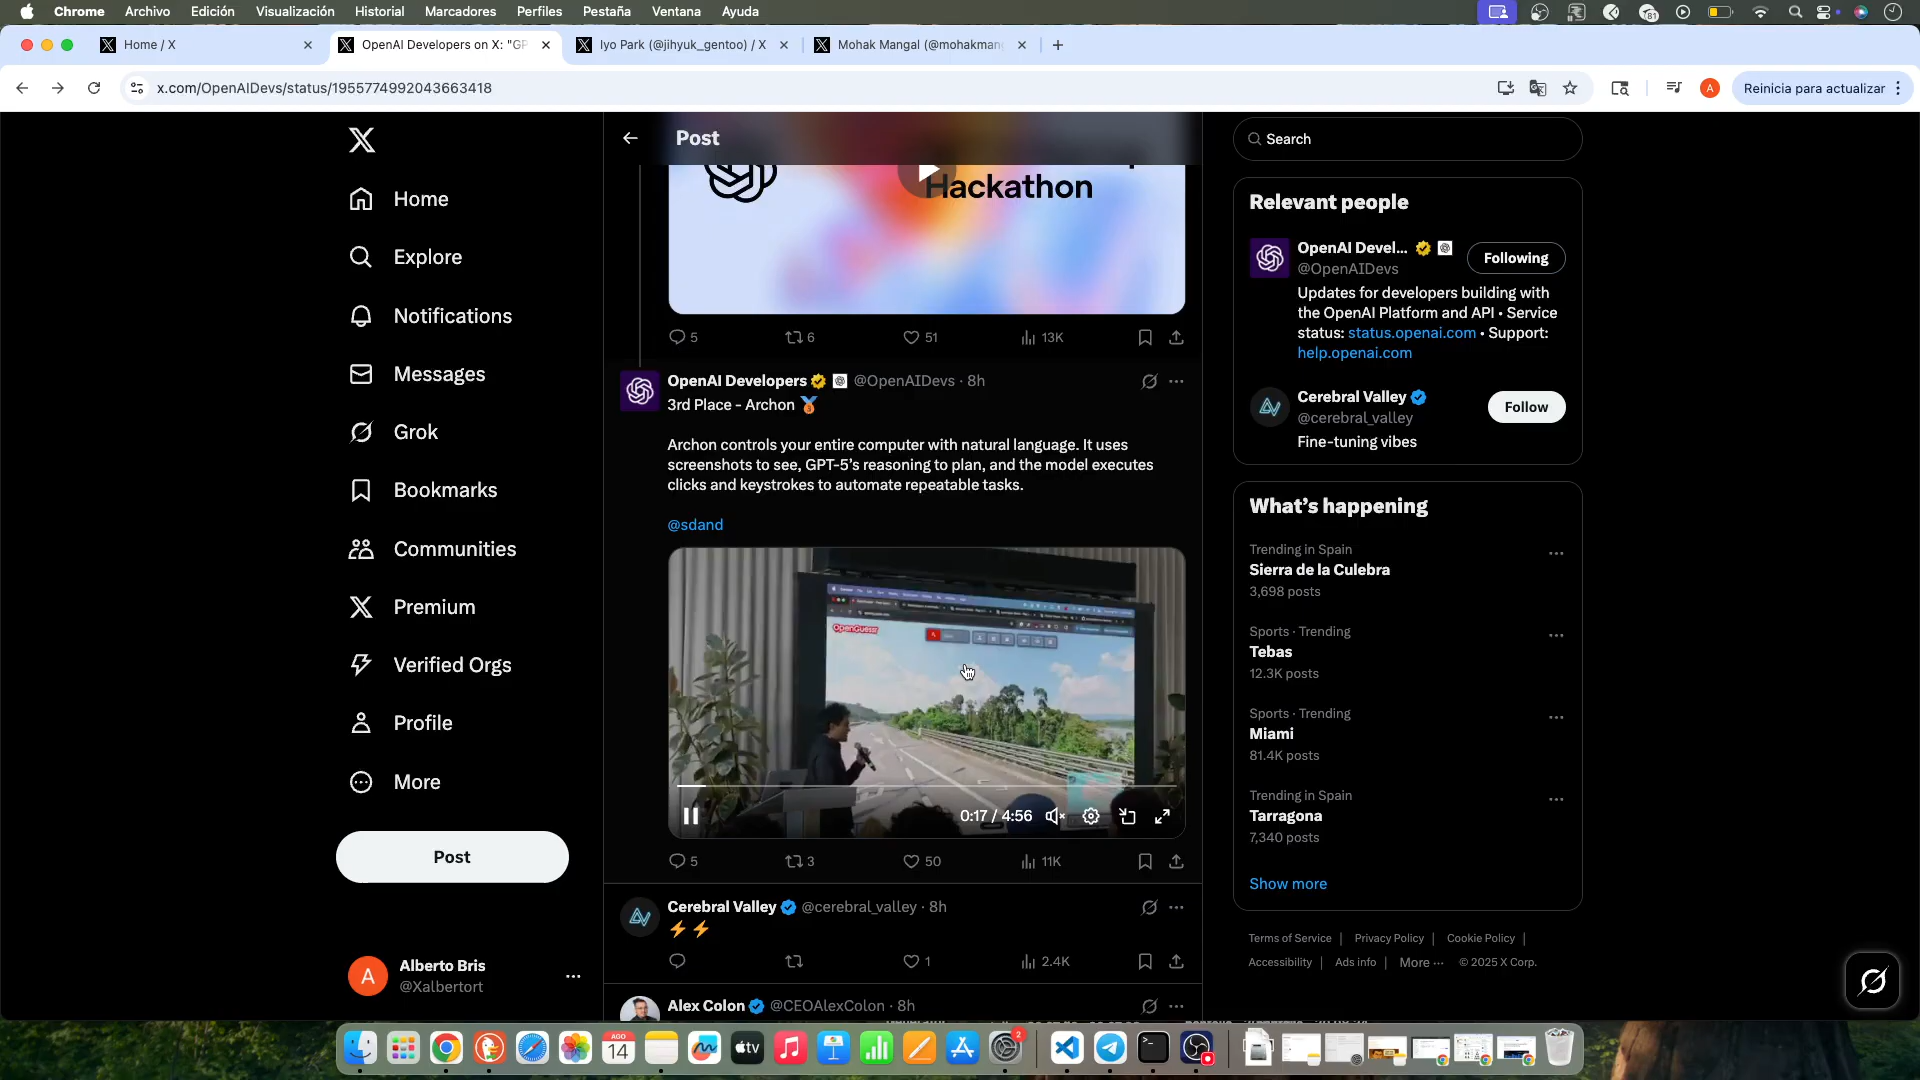 Chrome Archivo Edición Visualización Historial Marcadores Perfiles Pestaña Ventana Ayuda
81
Home / X
OpenAI Developers on X: "GP
Iyo Park (@jihyuk_gentoo) / X
Mohak Mangal (@mohakman
x.com/OpenAIDevs/status/1955774992043663418
A
Reinicia para actualizar
Home
Explore
Notifications
Messages
Grok
Bookmarks
Communities
Premium
Verified Orgs
Profile
More
Post
A
Alberto Bris
@Xalbertort
Post
Hackathon
5 6 51 13K
OpenAI Developers @OpenAIDevs · 8h
3rd Place - Archon 🥉
Archon controls your entire computer with natural language. It uses
screenshots to see, GPT-5’s reasoning to plan, and the model executes
clicks and keystrokes to automate repeatable tasks.
@sdand
OpenGuessr
0:17 / 4:56
5 3 50 11K
Cerebral Valley @cerebral_valley · 8h
⚡⚡
1 2.4K
Alex Colon @CEOAlexColon · 8h
Search
Relevant people
OpenAI Devel...
Following
@OpenAIDevs
Updates for developers building with
the OpenAI Platform and API • Service
status: status.openai.com • Support:
help.openai.com
Cerebral Valley
@cerebral_valley
Follow
Fine-tuning vibes
What’s happening
Trending in Spain
Sierra de la Culebra
3,698 posts
Sports · Trending
Tebas
12.3K posts
Sports · Trending
Miami
81.4K posts
Trending in Spain
Tarragona
7,340 posts
Show more
Terms of Service | Privacy Policy | Cookie Policy |
Accessibility | Ads info | More ··· © 2025 X Corp.
AGO
14
tv
2